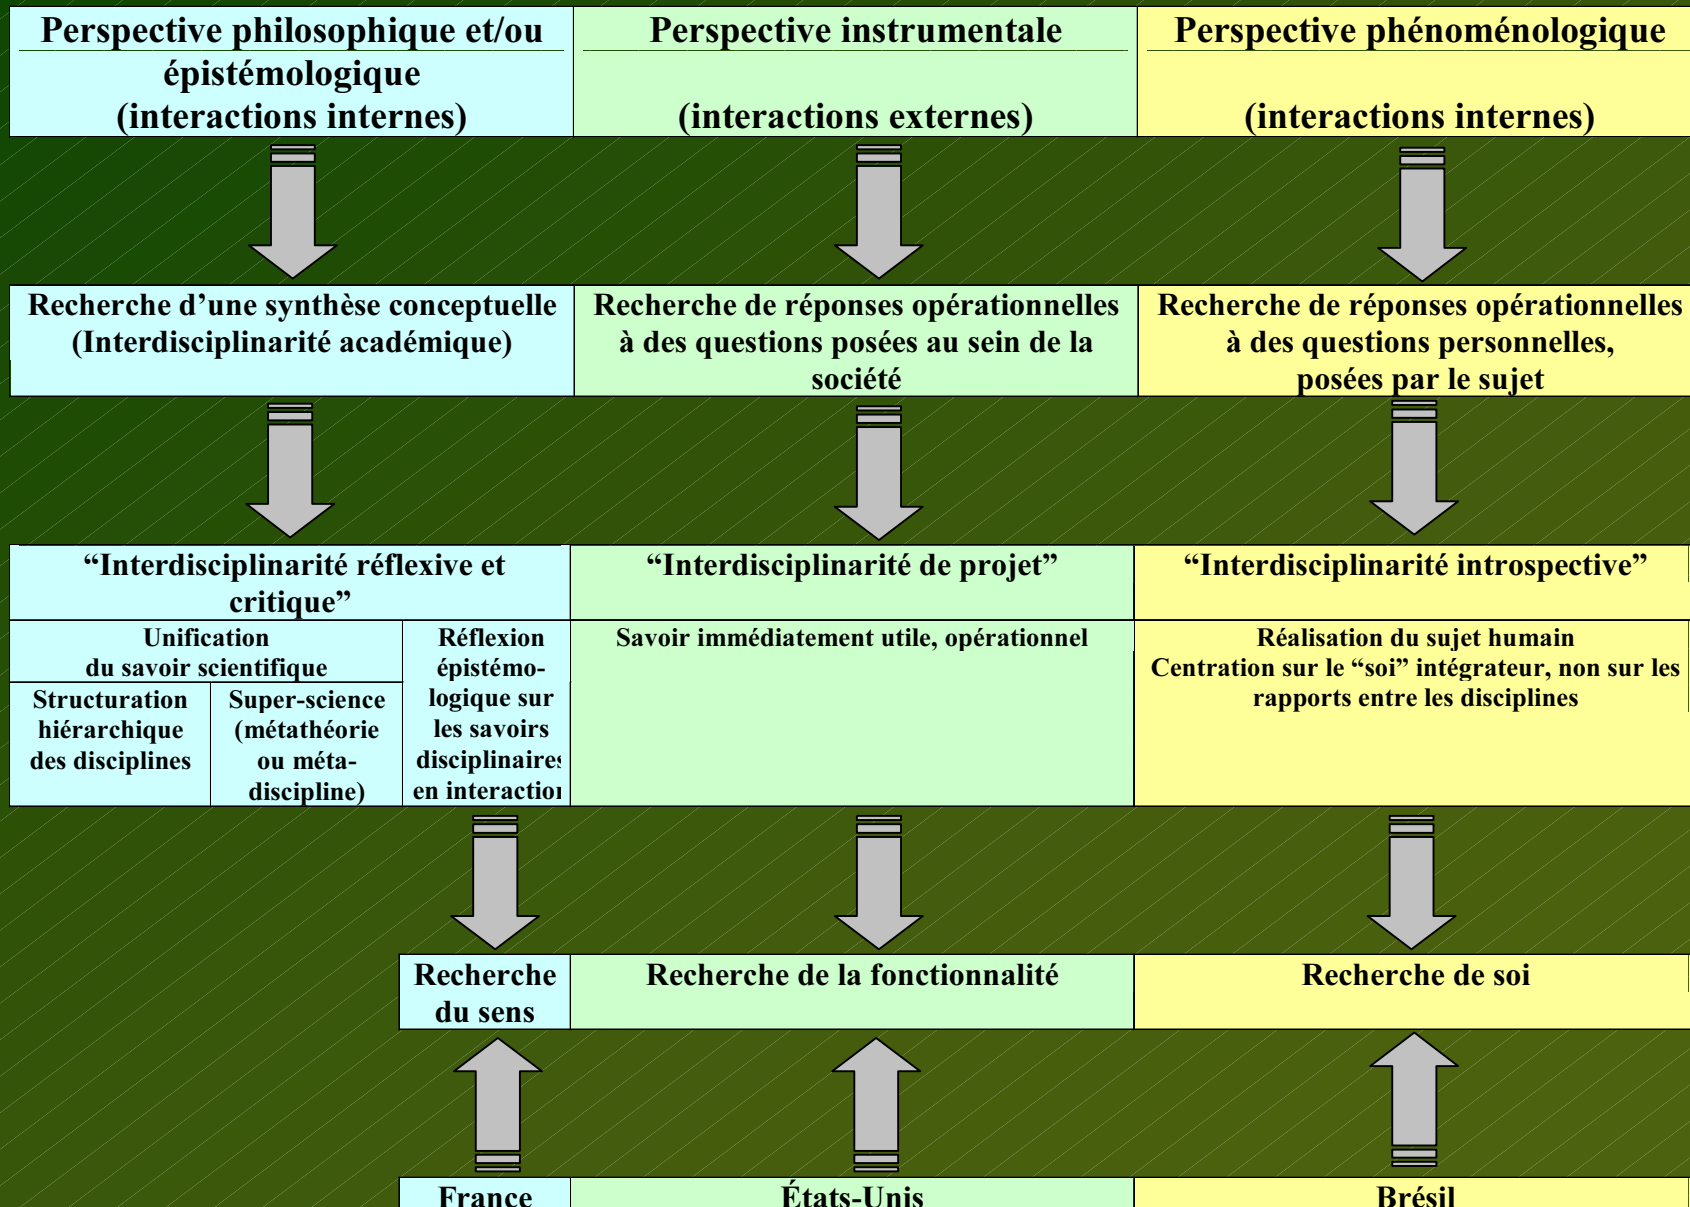 Perspective philosophique et/ou
épistémologique
(interactions internes)
Perspective instrumentale
(interactions externes)
Perspective phénoménologique
(interactions internes)
Recherche d’une synthèse conceptuelle
(Interdisciplinarité académique)
Recherche de réponses opérationnelles
à des questions posées au sein de la
société
Recherche de réponses opérationnelles
à des questions personnelles,
posées par le sujet
“Interdisciplinarité réflexive et
critique”
“Interdisciplinarité de projet”
“Interdisciplinarité introspective”
Unification
du savoir scientifique
Structuration
hiérarchique
des disciplines
Super-science
(métathéorie
ou méta-
discipline)
Réflexion
épistémo-
logique sur
les savoirs
disciplinaires
en interaction
Savoir immédiatement utile, opérationnel
Réalisation du sujet humain
Centration sur le “soi” intégrateur, non sur les
rapports entre les disciplines
Recherche
du sens
Recherche de la fonctionnalité
Recherche de soi
France
États-Unis
Brésil